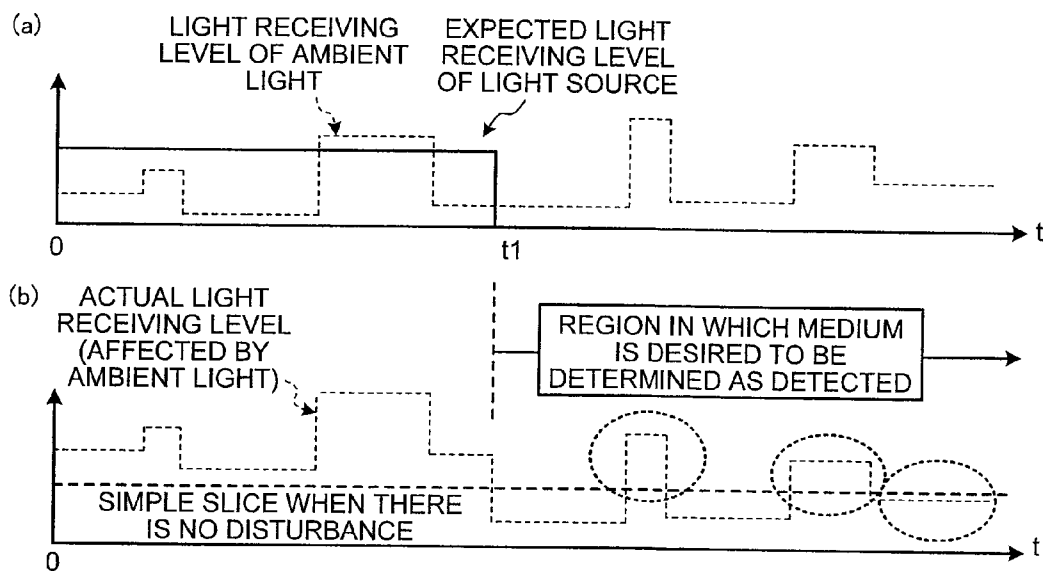 (a)
LIGHT RECEIVING
LEVEL OF AMBIENT
LIGHT
EXPECTED LIGHT
RECEIVING LEVEL
OF LIGHT SOURCE
0
t1
t
(b)
ACTUAL LIGHT
RECEIVING LEVEL
(AFFECTED BY
AMBIENT LIGHT)
REGION IN WHICH MEDIUM
IS DESIRED TO BE
DETERMINED AS DETECTED
SIMPLE SLICE WHEN THERE
IS NO DISTURBANCE
0
t